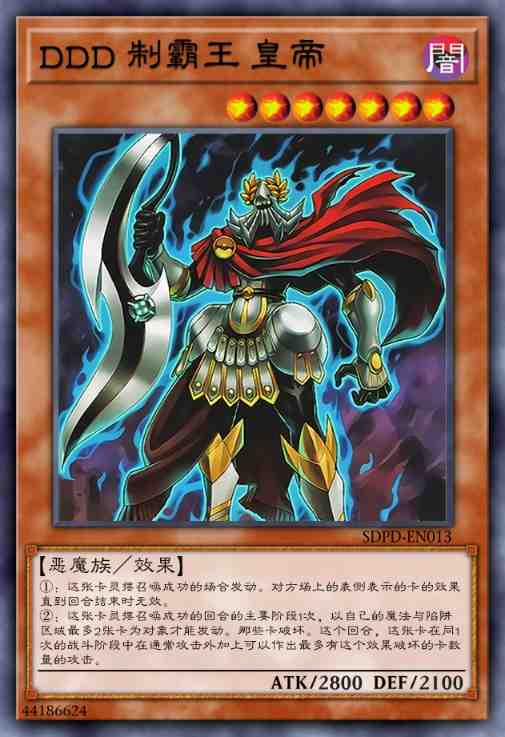 DDD 制霸王 皇帝
闇
SDPD-EN013
【恶魔族／效果】
①：这张卡灵摆召唤成功的场合发动。对方场上的表侧表示的卡的效果
直到回合结束时无效。
②：这张卡灵摆召唤成功的回合的主要阶段1次，以自己的魔法与陷阱
区域最多2张卡为对象才能发动。那些卡破坏。这个回合，这张卡在同1
次的战斗阶段中在通常攻击外加上可以作出最多有这个效果破坏的卡数
量的攻击。
ATK/2800 DEF/2100
44186624